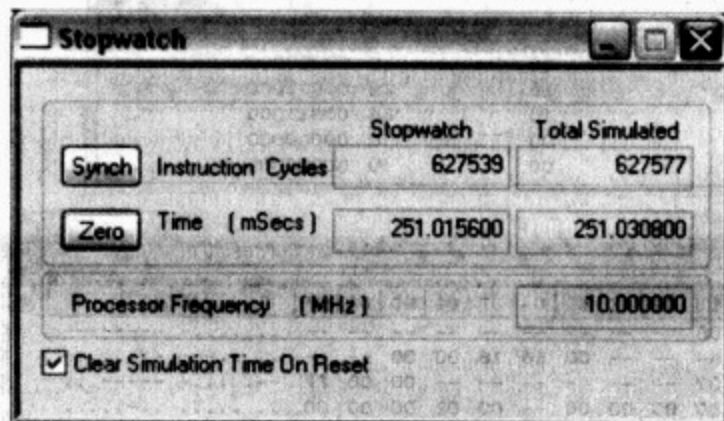 Stopwatch
Stopwatch Total Simulated
Synch Instruction Cycles 627539 627577
Zero Time (mSecs) 251.015600 251.030800
Processor Frequency (MHz) 10.000000
Clear Simulation Time On Reset